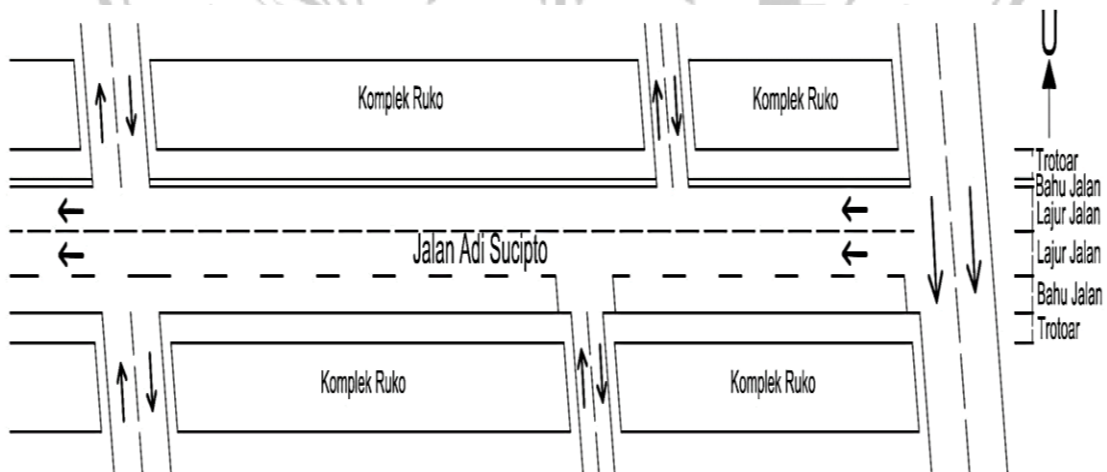 U
Komplek Ruko
Komplek Ruko
Trotoar
Bahu Jalan
Lajur Jalan
Jalan Adi Sucipto
Lajur Jalan
Bahu Jalan
Trotoar
Komplek Ruko
Komplek Ruko